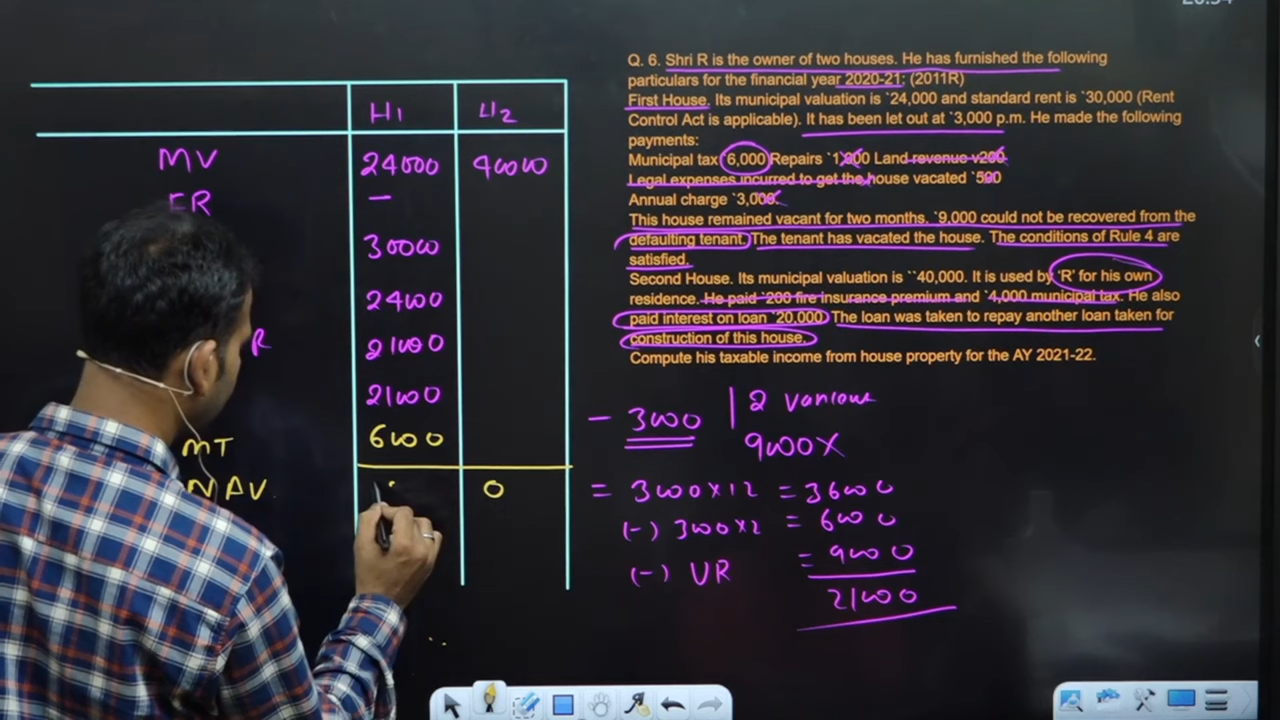 H1 H2
MV 24000 40000
FR —
30000
24000
R 21000
21000
MT 6000
NAV 0
Q. 6. Shri R is the owner of two houses. He has furnished the following
particulars for the financial year 2020-21: (2011R)
First House. Its municipal valuation is `24,000 and standard rent is `30,000 (Rent
Control Act is applicable). It has been let out at `3,000 p.m. He made the following
payments:
Municipal tax `6,000 Repairs `1,000 Land revenue v200
Legal expenses incurred to get the house vacated `500
Annual charge `3,000.
This house remained vacant for two months. `9,000 could not be recovered from the
defaulting tenant. The tenant has vacated the house. The conditions of Rule 4 are
satisfied.
Second House. Its municipal valuation is ``40,000. It is used by ‘R’ for his own
residence. He paid `200 fire insurance premium and `4,000 municipal tax. He also
paid interest on loan `20,000 The loan was taken to repay another loan taken for
construction of this house.
Compute his taxable income from house property for the AY 2021-22.
— 3000 | 2
9000 X
= 3000 × 12 = 36000
(-) 3000 × 2 = 6000
(-) UR = 9000
21000